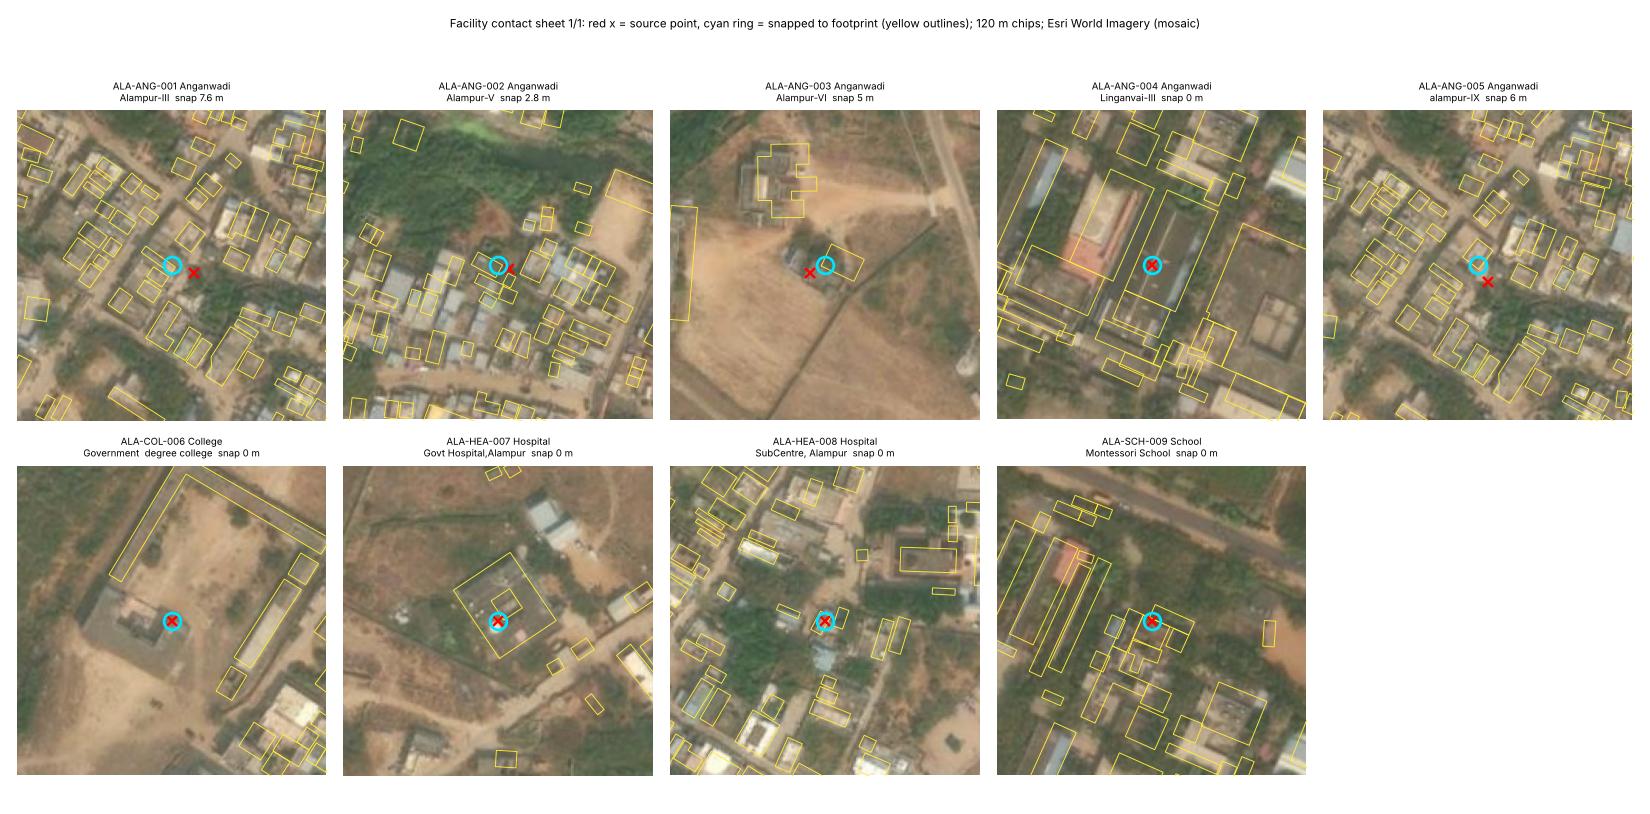 Facility contact sheet 1/1: red x = source point, cyan ring = snapped to footprint (yellow outlines); 120 m chips; Esri World Imagery (mosaic)
ALA-ANG-001 Anganwadi
Alampur-III  snap 7.6 m
ALA-ANG-002 Anganwadi
Alampur-V  snap 2.8 m
ALA-ANG-003 Anganwadi
Alampur-VI  snap 5 m
ALA-ANG-004 Anganwadi
Linganvai-III  snap 0 m
ALA-ANG-005 Anganwadi
alampur-IX  snap 6 m
ALA-COL-006 College
Government  degree college  snap 0 m
ALA-HEA-007 Hospital
Govt Hospital,Alampur  snap 0 m
ALA-HEA-008 Hospital
SubCentre, Alampur  snap 0 m
ALA-SCH-009 School
Montessori School  snap 0 m